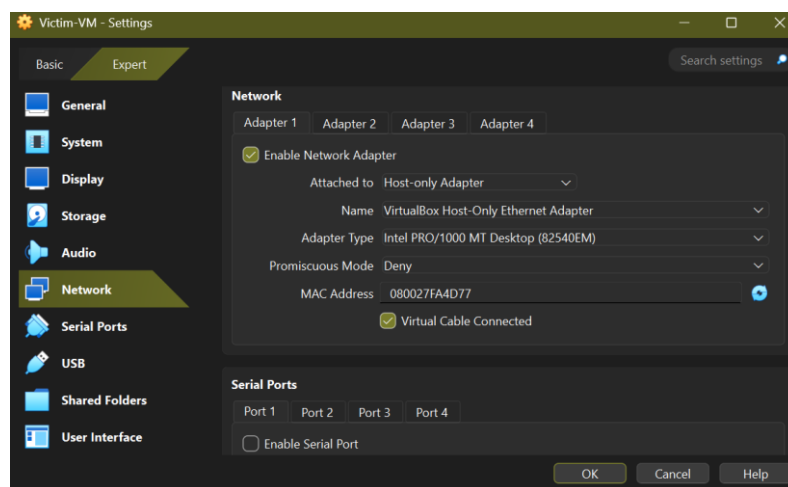 Victim-VM - Settings
Basic Expert Search settings
General
System
Display
Storage
Audio
Network
Serial Ports
USB
Shared Folders
User Interface
Network
Adapter 1 Adapter 2 Adapter 3 Adapter 4
Enable Network Adapter
Attached to Host-only Adapter
Name VirtualBox Host-Only Ethernet Adapter
Adapter Type Intel PRO/1000 MT Desktop (82540EM)
Promiscuous Mode Deny
MAC Address 080027FA4D77
Virtual Cable Connected
Serial Ports
Port 1 Port 2 Port 3 Port 4
Enable Serial Port
OK Cancel Help